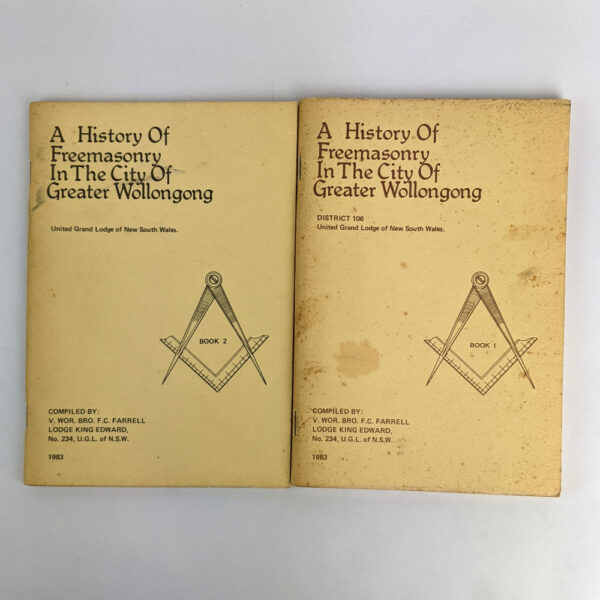 A History Of
Freemasonry
In The City Of
Greater Wollongong
United Grand Lodge of New South Wales.
BOOK 2
COMPILED BY:
V. WOR. BRO. F.C. FARRELL
LODGE KING EDWARD,
No. 234, U.G.L. of N.S.W.
1983
A History Of
Freemasonry
In The City Of
Greater Wollongong
DISTRICT 106
United Grand Lodge of New South Wales.
BOOK 1
COMPILED BY:
V. WOR. BRO. F.C. FARRELL
LODGE KING EDWARD,
No. 234, U.G.L. of N.S.W.
1983